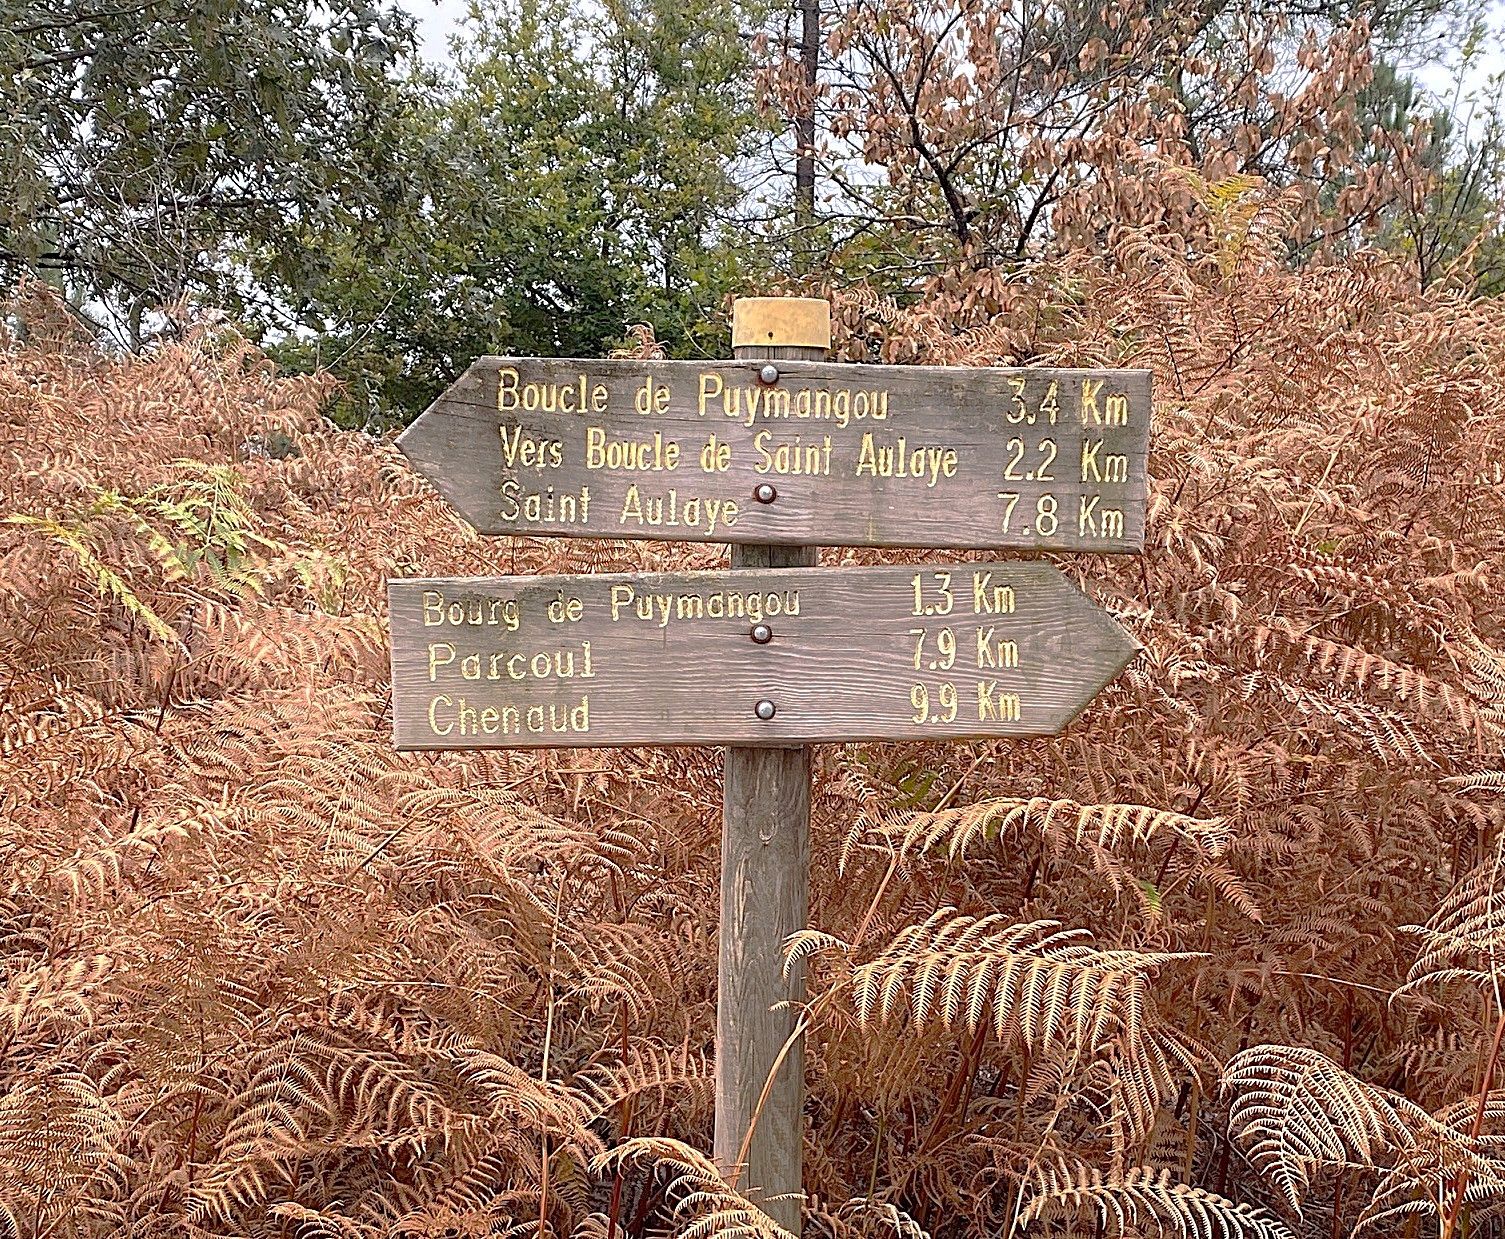 Boucle de Puymangou 3.4 Km
Vers Boucle de Saint Aulaye 2.2 Km
Saint Aulaye 7.8 Km
Bourg de Puymangou 1.3 Km
Parcoul 7.9 Km
Chenaud 9.9 Km